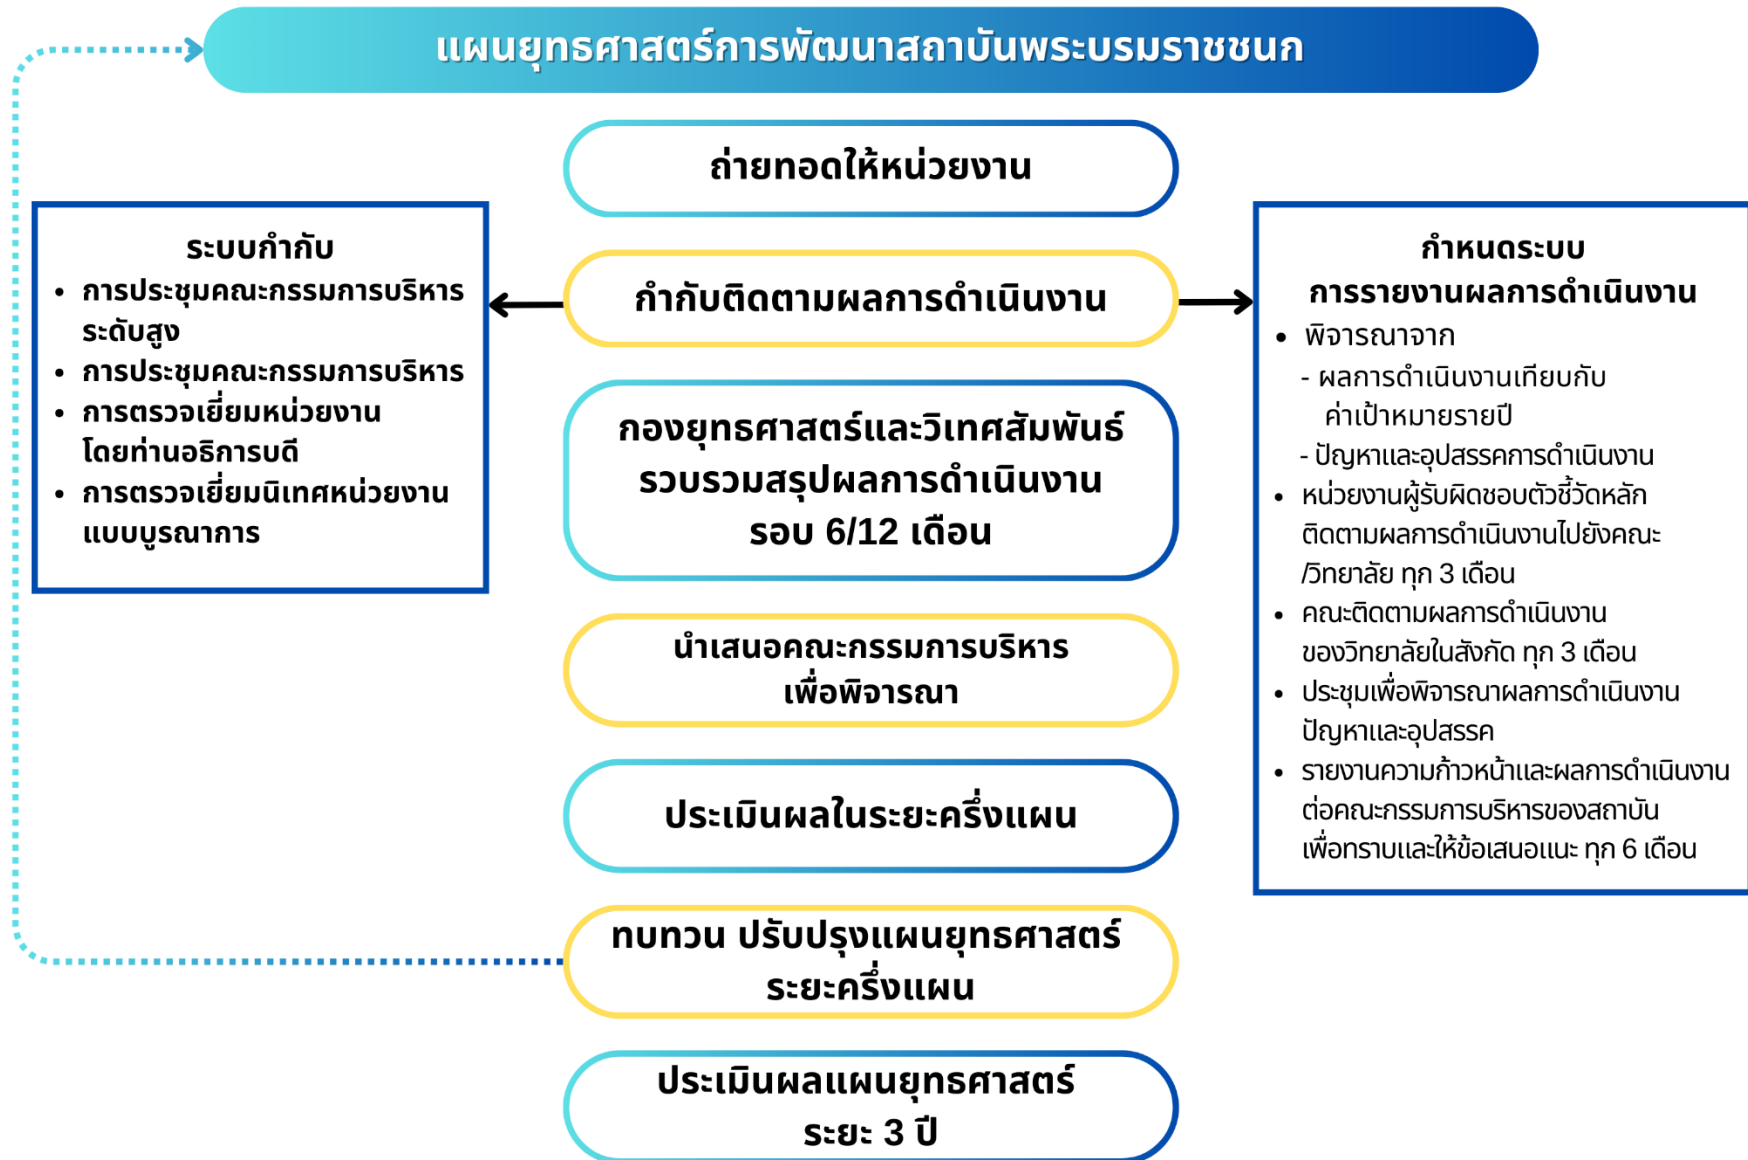 แผนยุทธศาสตร์การพัฒนาสถาบันพระบรมราชชนก
ถ่ายทอดให้หน่วยงาน
ระบบกำกับ
• การประชุมคณะกรรมการบริหาร
ระดับสูง
• การประชุมคณะกรรมการบริหาร
• การตรวจเยี่ยมหน่วยงาน
โดยท่านอธิการบดี
• การตรวจเยี่ยมนิเทศหน่วยงาน
แบบบูรณาการ
กำกับติดตามผลการดำเนินงาน
กำหนดระบบ
การรายงานผลการดำเนินงาน
• พิจารณาจาก
- ผลการดำเนินงานเทียบกับ
ค่าเป้าหมายรายปี
- ปัญหาและอุปสรรคการดำเนินงาน
• หน่วยงานผู้รับผิดชอบตัวชี้วัดหลัก
ติดตามผลการดำเนินงานไปยังคณะ
/วิทยาลัย ทุก 3 เดือน
• คณะติดตามผลการดำเนินงาน
ของวิทยาลัยในสังกัด ทุก 3 เดือน
• ประชุมเพื่อพิจารณาผลการดำเนินงาน
ปัญหาและอุปสรรค
• รายงานความก้าวหน้าและผลการดำเนินงาน
ต่อคณะกรรมการบริหารของสถาบัน
เพื่อทราบและให้ข้อเสนอแนะ ทุก 6 เดือน
กองยุทธศาสตร์และวิเทศสัมพันธ์
รวบรวมสรุปผลการดำเนินงาน
รอบ 6/12 เดือน
นำเสนอคณะกรรมการบริหาร
เพื่อพิจารณา
ประเมินผลในระยะครึ่งแผน
ทบทวน ปรับปรุงแผนยุทธศาสตร์
ระยะครึ่งแผน
ประเมินผลแผนยุทธศาสตร์
ระยะ 3 ปี